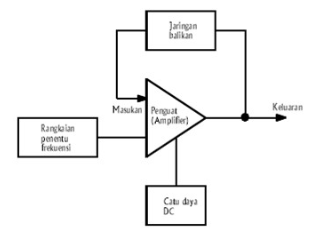 Jaringan
balikan
Masukan
Penguat
(Amplifier)
Keluaran
Rangkaian
penentu
frekuensi
Catu daya
DC